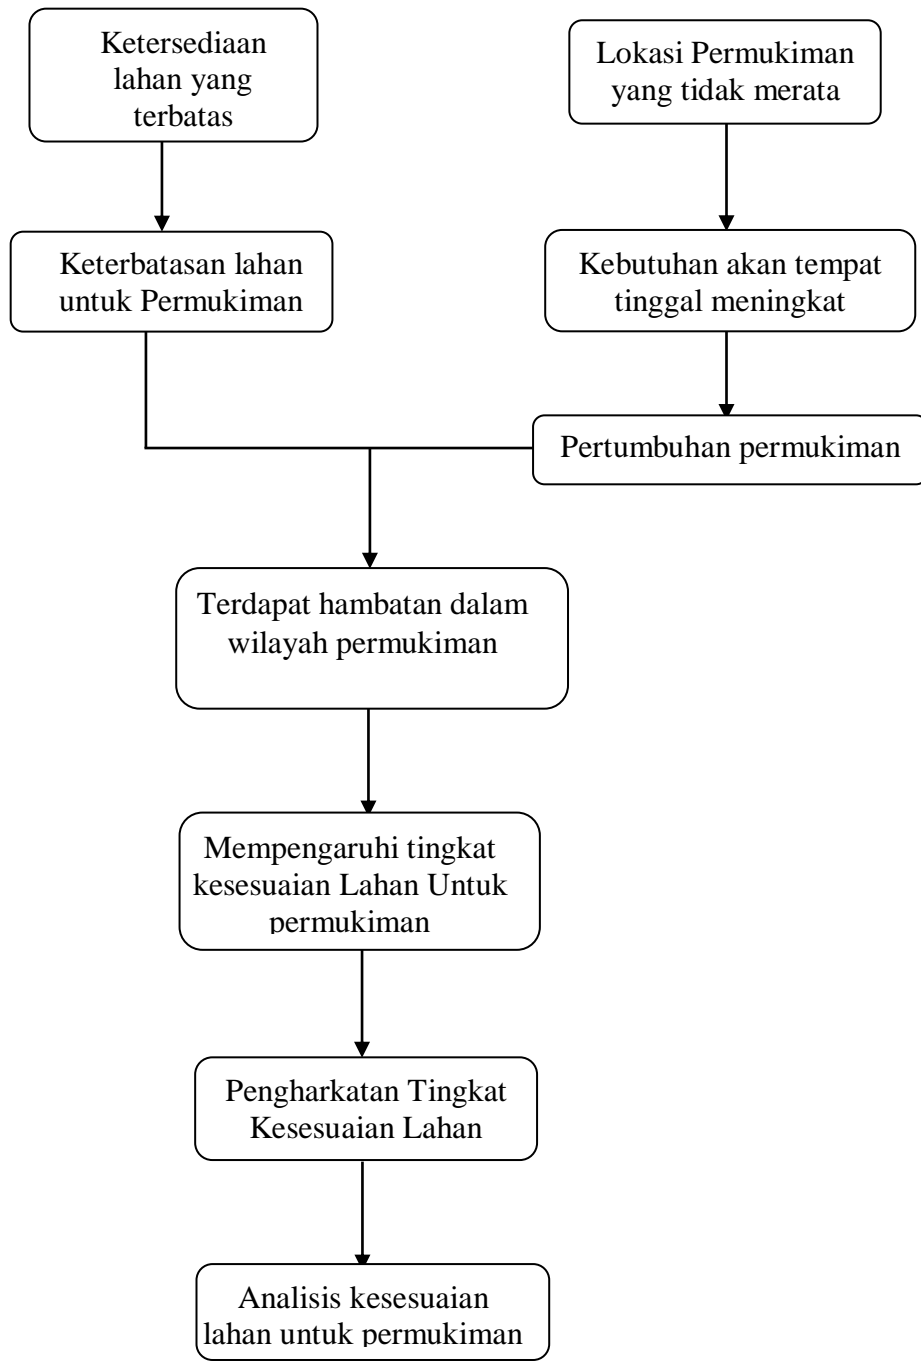 Ketersediaan
lahan yang
terbatas
Lokasi Permukiman
yang tidak merata
Keterbatasan lahan
untuk Permukiman
Kebutuhan akan tempat
tinggal meningkat
Pertumbuhan permukiman
Terdapat hambatan dalam
wilayah permukiman
Mempengaruhi tingkat
kesesuaian Lahan Untuk
permukiman
Pengharkatan Tingkat
Kesesuaian Lahan
Analisis kesesuaian
lahan untuk permukiman